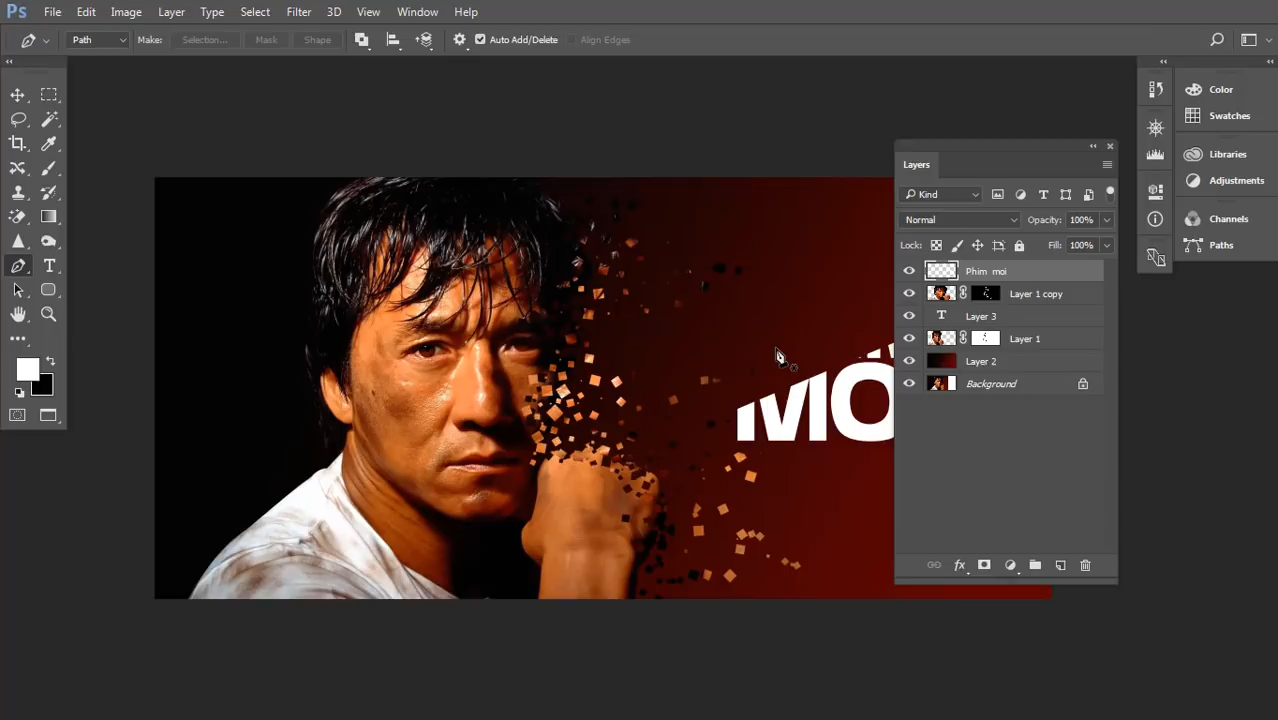 Ps File Edit Image Layer Type Select Filter 3D View Window Help
Path Make: Selection... Mask Shape Auto Add/Delete Align Edges
Color
Swatches
Libraries
Adjustments
Channels
Paths
Layers
Kind
Normal Opacity: 100%
Lock: Fill: 100%
Phim moi
Layer 1 copy
T Layer 3
Layer 1
Layer 2
Background
fx
MO